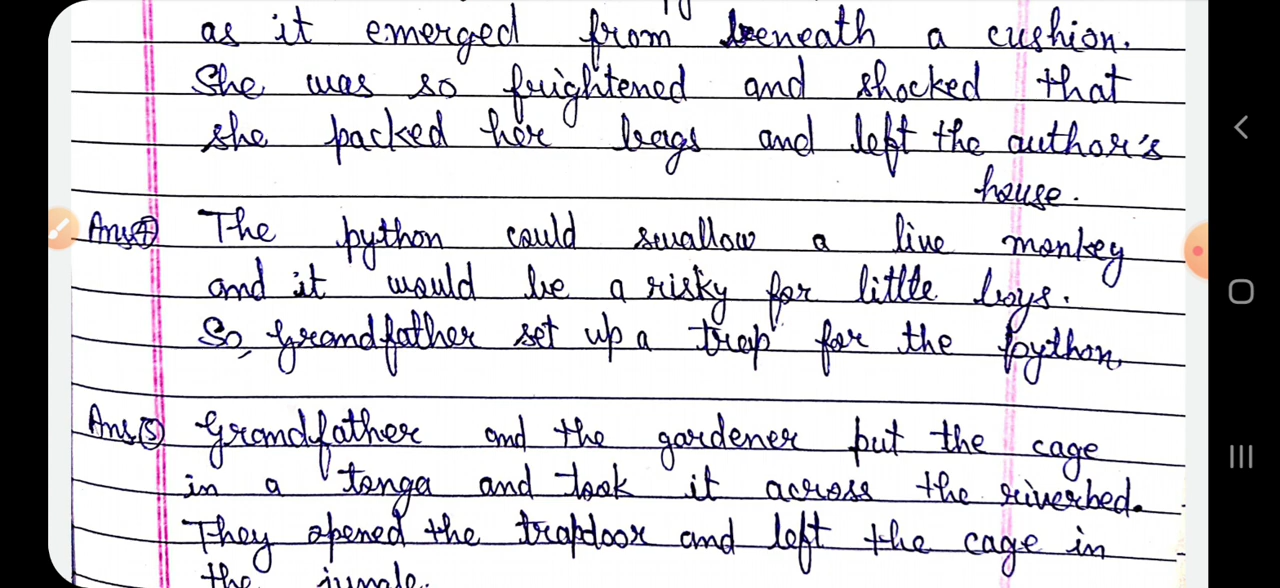 as it emerged from beneath a cushion.
She was so frightened and shocked that
she packed her bags and left the author's
house.
Ans④ The python could swallow a live monkey
and it would be a risky for little boys.
So, Grandfather set up a trap for the python
Ans⑤ Grandfather and the gardener put the cage
in a tonga and took it across the riverbed.
They opened the trapdoor and left the cage in
the jungle.